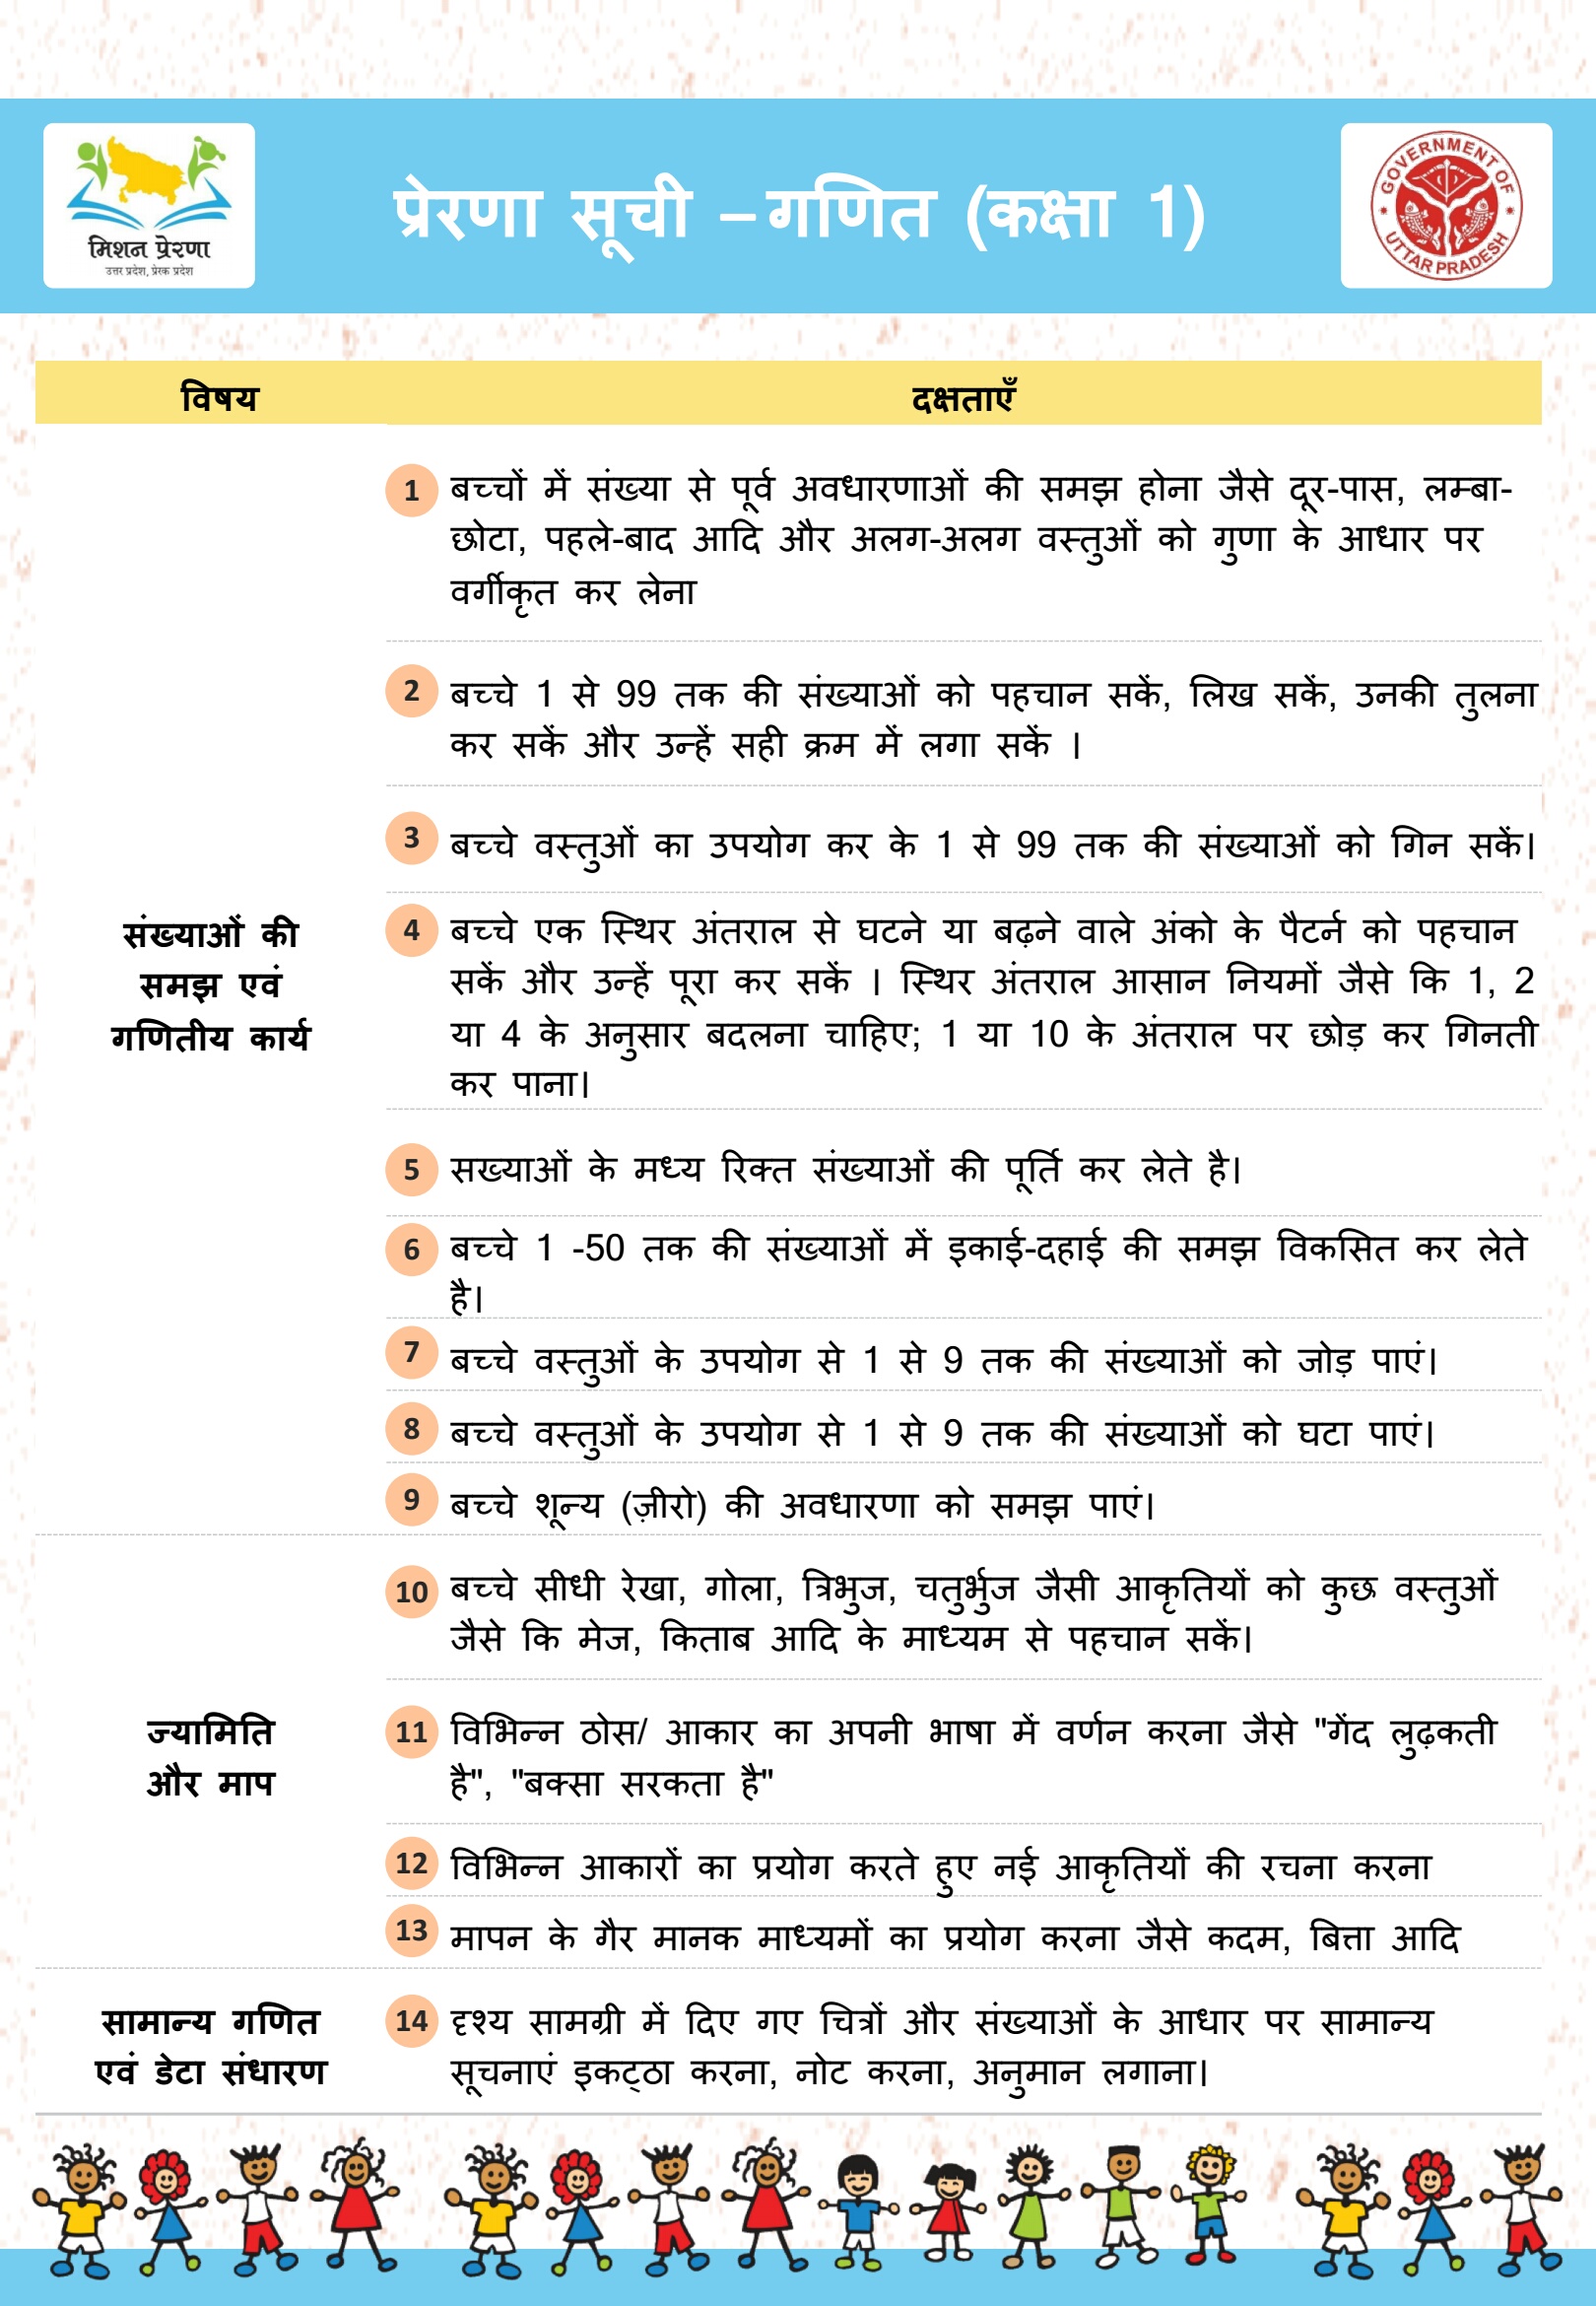 मिशन प्रेरणा
उत्तर प्रदेश, प्रेरक प्रदेश
प्रेरणा सूची –गणित (कक्षा 1)
GOVERNMENT OF
UTTAR PRADESH
विषय
दक्षताएँ
संख्याओं की
समझ एवं
गणितीय कार्य
1 बच्चों में संख्या से पूर्व अवधारणाओं की समझ होना जैसे दूर-पास, लम्बा-
छोटा, पहले-बाद आदि और अलग-अलग वस्तुओं को गुणा के आधार पर
वर्गीकृत कर लेना
2 बच्चे 1 से 99 तक की संख्याओं को पहचान सकें, लिख सकें, उनकी तुलना
कर सकें और उन्हें सही क्रम में लगा सकें ।
3 बच्चे वस्तुओं का उपयोग कर के 1 से 99 तक की संख्याओं को गिन सकें।
4 बच्चे एक स्थिर अंतराल से घटने या बढ़ने वाले अंको के पैटर्न को पहचान
सकें और उन्हें पूरा कर सकें । स्थिर अंतराल आसान नियमों जैसे कि 1, 2
या 4 के अनुसार बदलना चाहिए; 1 या 10 के अंतराल पर छोड़ कर गिनती
कर पाना।
5 सख्याओं के मध्य रिक्त संख्याओं की पूर्ति कर लेते है।
6 बच्चे 1 -50 तक की संख्याओं में इकाई-दहाई की समझ विकसित कर लेते
है।
7 बच्चे वस्तुओं के उपयोग से 1 से 9 तक की संख्याओं को जोड़ पाएं।
8 बच्चे वस्तुओं के उपयोग से 1 से 9 तक की संख्याओं को घटा पाएं।
9 बच्चे शून्य (ज़ीरो) की अवधारणा को समझ पाएं।
ज्यामिति
और माप
10 बच्चे सीधी रेखा, गोला, त्रिभुज, चतुर्भुज जैसी आकृतियों को कुछ वस्तुओं
जैसे कि मेज, किताब आदि के माध्यम से पहचान सकें।
11 विभिन्न ठोस/ आकार का अपनी भाषा में वर्णन करना जैसे "गेंद लुढ़कती
है", "बक्सा सरकता है"
12 विभिन्न आकारों का प्रयोग करते हुए नई आकृतियों की रचना करना
13 मापन के गैर मानक माध्यमों का प्रयोग करना जैसे कदम, बित्ता आदि
सामान्य गणित
एवं डेटा संधारण
14 दृश्य सामग्री में दिए गए चित्रों और संख्याओं के आधार पर सामान्य
सूचनाएं इकट्ठा करना, नोट करना, अनुमान लगाना।